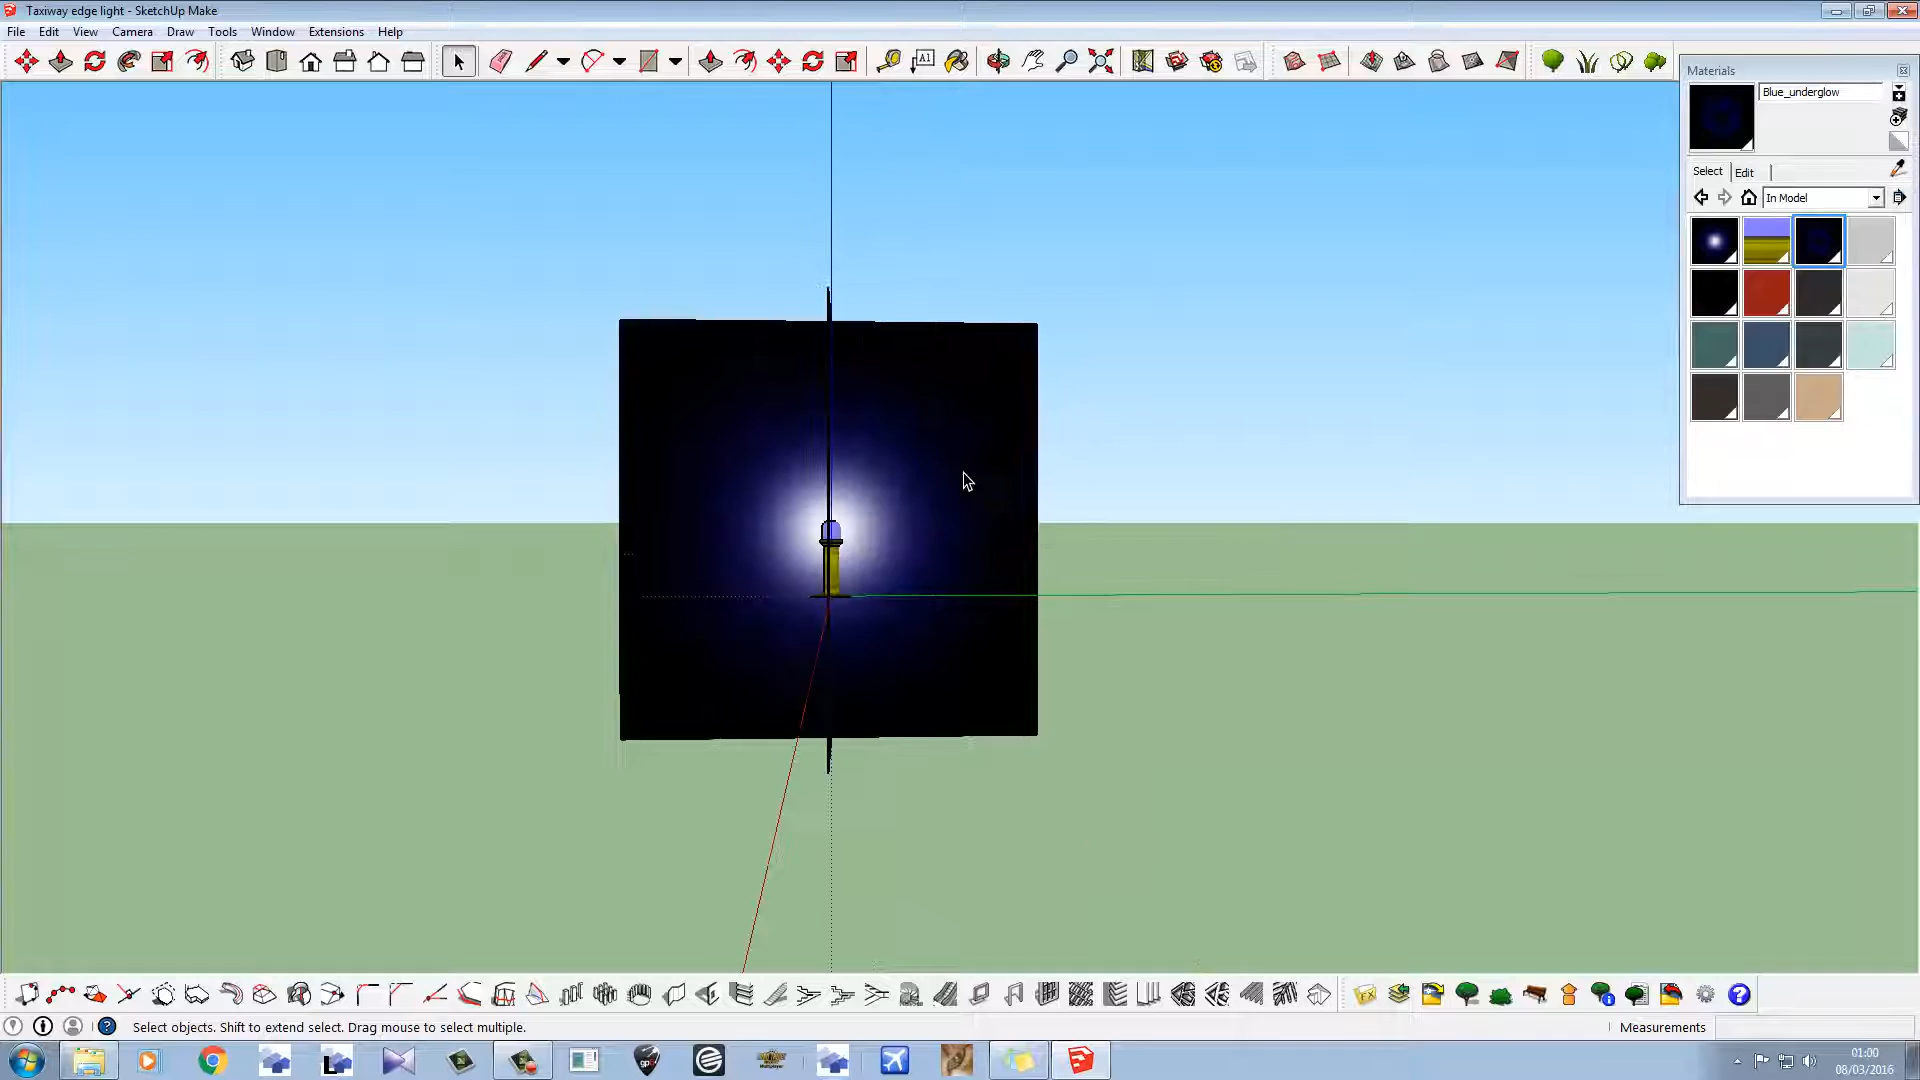 Taxiway edge light - SketchUp Make
File Edit View Camera Draw Tools Window Extensions Help
A1
Materials
Blue_underglow
Select Edit
In Model
Select objects. Shift to extend select. Drag mouse to select multiple.
Measurements
01:00
08/03/2016